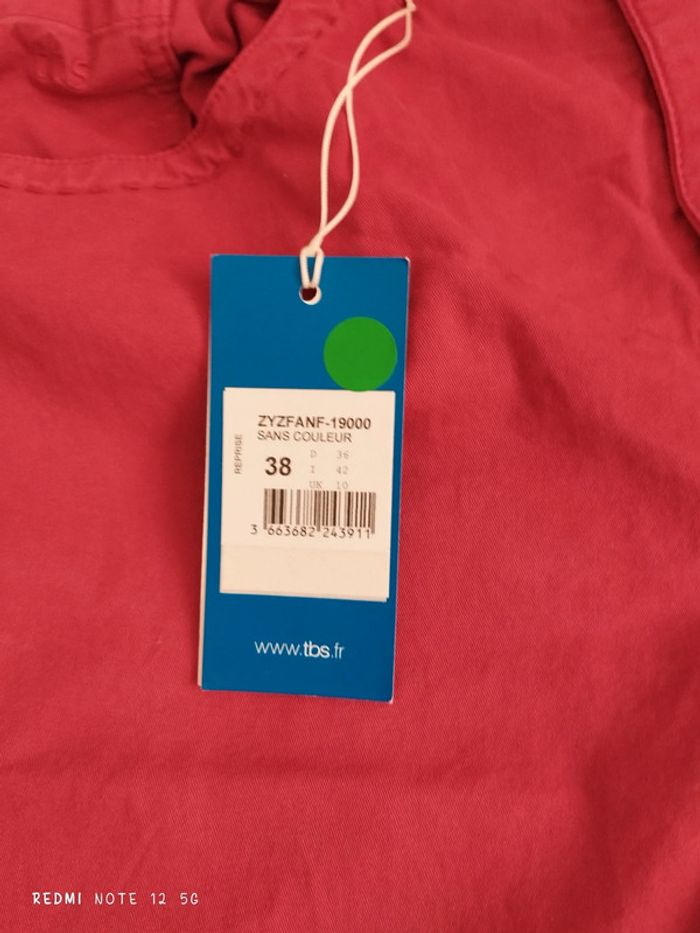 ZYZFANF-19000
SANS COULEUR
REPRISE
38
D 36
I 42
UK 10
3 663682 243911
www.tbs.fr
REDMI NOTE 12 5G